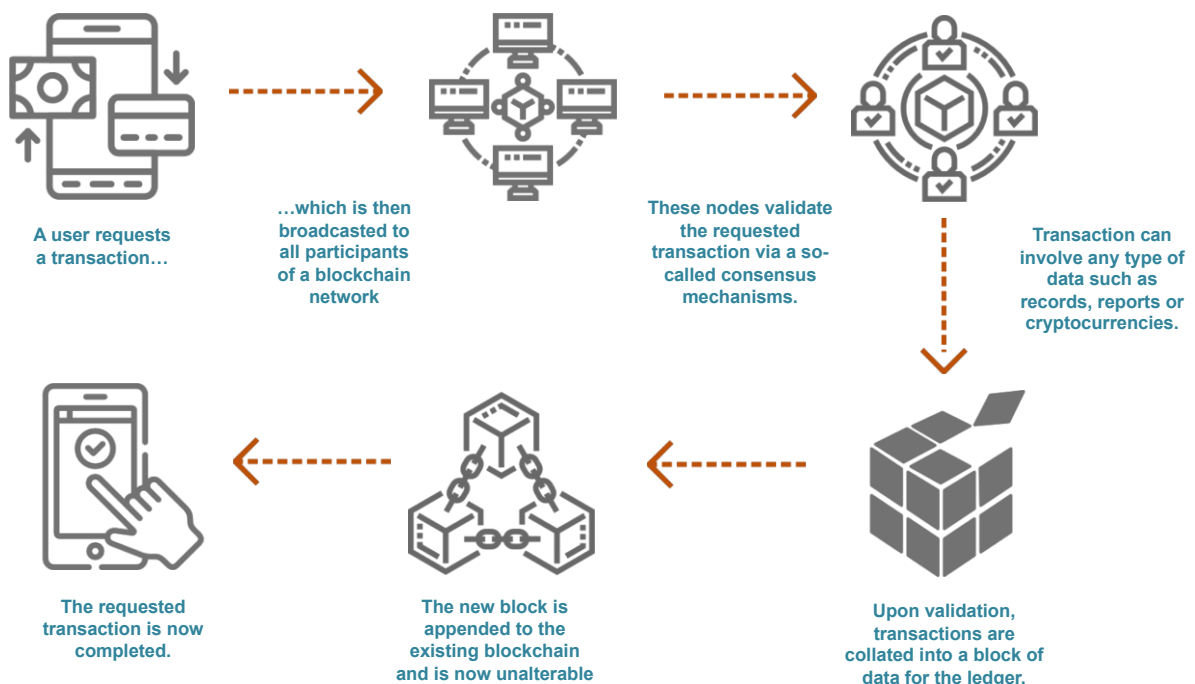 A user requests
a transaction…
…which is then
broadcasted to
all participants
of a blockchain
network
These nodes validate
the requested
transaction via a so-
called consensus
mechanisms.
Transaction can
involve any type of
data such as
records, reports or
cryptocurrencies.
Upon validation,
transactions are
collated into a block of
data for the ledger.
The new block is
appended to the
existing blockchain
and is now unalterable
The requested
transaction is now
completed.